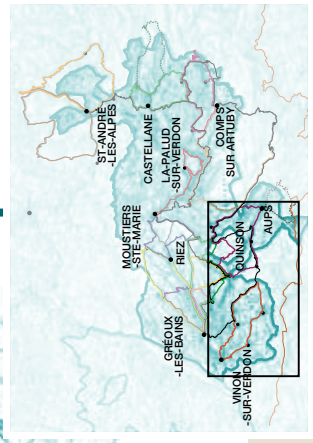 ST-ANDRÉ
-LES-ALPES
CASTELLANE
LA-PALUD
-SUR-VERDON
COMPS
SUR ARTUBY
MOUSTIERS
-STE-MARIE
RIEZ
QUINSON
AUPS
GRÉOUX
-LES-BAINS
VINON
-SUR-VERDON